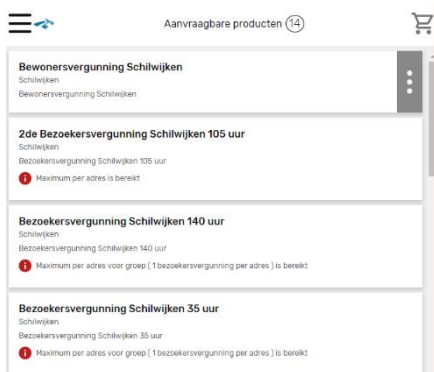 Aanvraagbare producten 14
Bewonersvergunning Schilwijken
Schilwijken
Bewonersvergunning Schilwijken
2de Bezoekersvergunning Schilwijken 105 uur
Schilwijken
Bezoekersvergunning Schilwijken 105 uur
Maximum per adres is bereikt
Bezoekersvergunning Schilwijken 140 uur
Schilwijken
Bezoekersvergunning Schilwijken 140 uur
Maximum per adres voor groep ( 1 bezoekersvergunning per adres ) is bereikt
Bezoekersvergunning Schilwijken 35 uur
Schilwijken
Bezoekersvergunning Schilwijken 35 uur
Maximum per adres voor groep ( 1 bezoekersvergunning per adres ) is bereikt